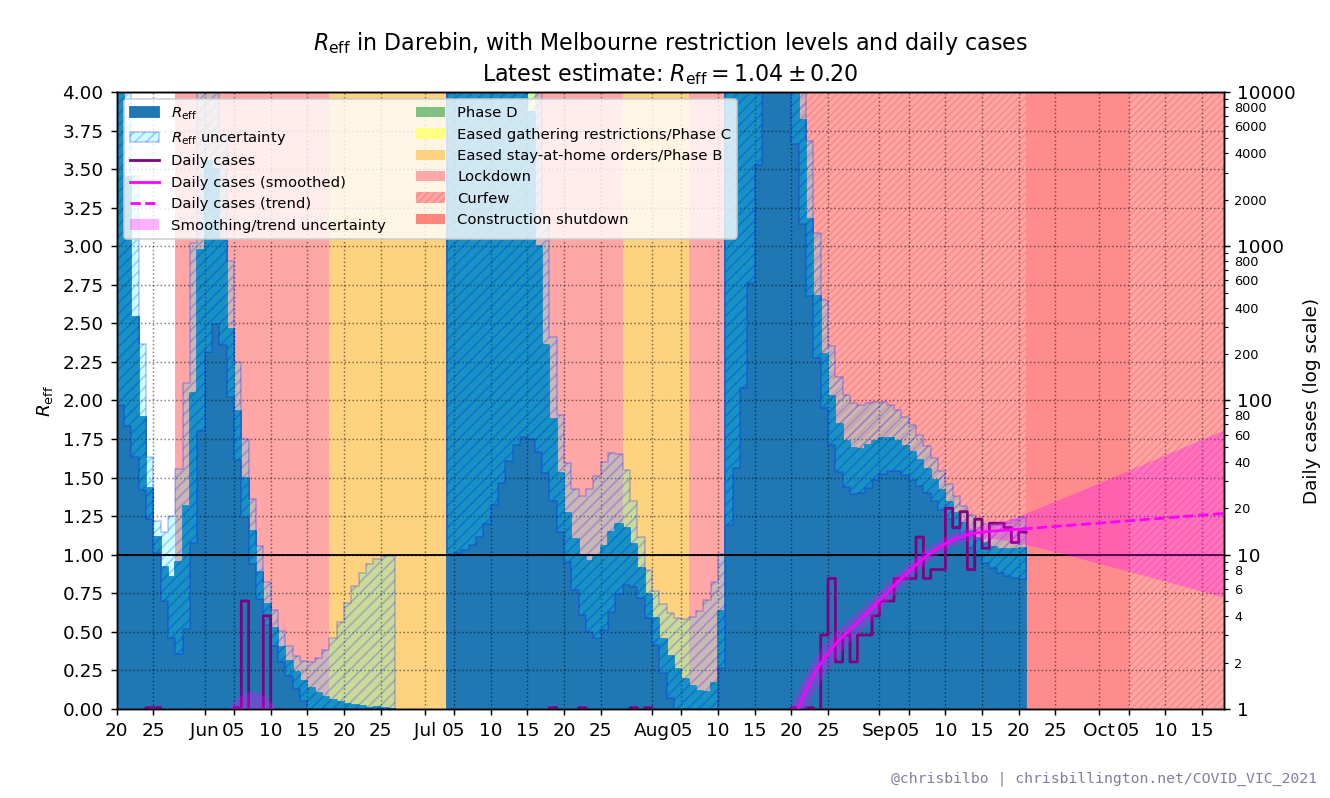 R_eff in Darebin, with Melbourne restriction levels and daily cases
Latest estimate: R_eff = 1.04 ± 0.20
R_eff
R_eff uncertainty
Daily cases
Daily cases (smoothed)
Daily cases (trend)
Smoothing/trend uncertainty
Phase D
Eased gathering restrictions/Phase C
Eased stay-at-home orders/Phase B
Lockdown
Curfew
Construction shutdown
4.00
3.75
3.50
3.25
3.00
2.75
2.50
2.25
2.00
1.75
1.50
1.25
1.00
0.75
0.50
0.25
0.00
R_eff
10000
8000
6000
4000
2000
1000
800
600
400
200
100
80
60
40
20
10
8
6
4
2
1
Daily cases (log scale)
20 25 Jun 05 10 15 20 25 Jul 05 10 15 20 25 Aug 05 10 15 20 25 Sep 05 10 15 20 25 Oct 05 10 15
@chrisbilbo | chrisbillington.net/COVID_VIC_2021